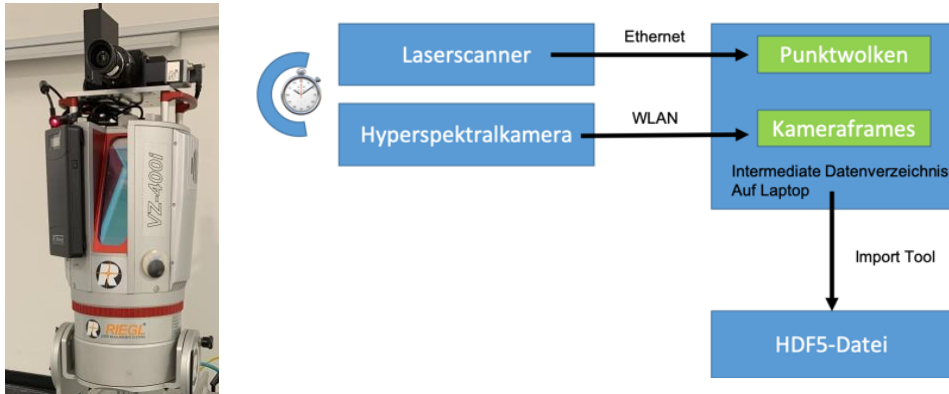 VZ-400i
RIEGL
Laserscanner
Ethernet
Punktwolken
Hyperspektralkamera
WLAN
Kameraframes
Intermediate Datenverzeichnis
Auf Laptop
Import Tool
HDF5-Datei